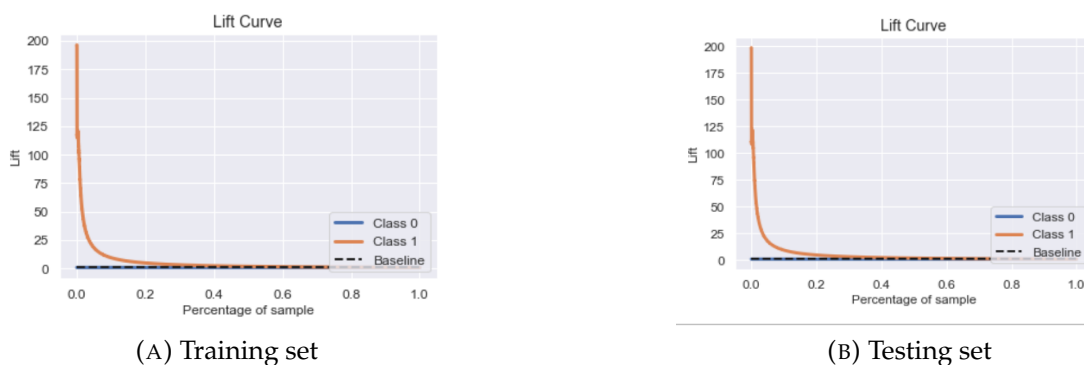 Lift Curve
200
175
150
125
100
75
50
25
0
Lift
Class 0
Class 1
Baseline
0.0 0.2 0.4 0.6 0.8 1.0
Percentage of sample
(A) Training set
Lift Curve
200
175
150
125
100
75
50
25
0
Lift
Class 0
Class 1
Baseline
0.0 0.2 0.4 0.6 0.8 1.0
Percentage of sample
(B) Testing set